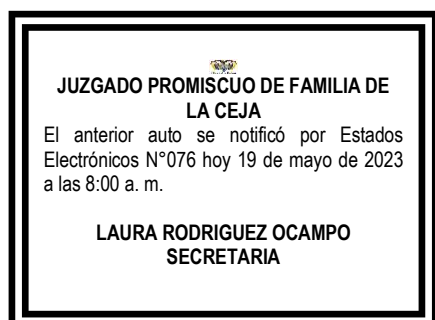 JUZGADO PROMISCUO DE FAMILIA DE
LA CEJA
El anterior auto se notificó por Estados
Electrónicos N°076 hoy 19 de mayo de 2023
a las 8:00 a. m.
LAURA RODRIGUEZ OCAMPO
SECRETARIA